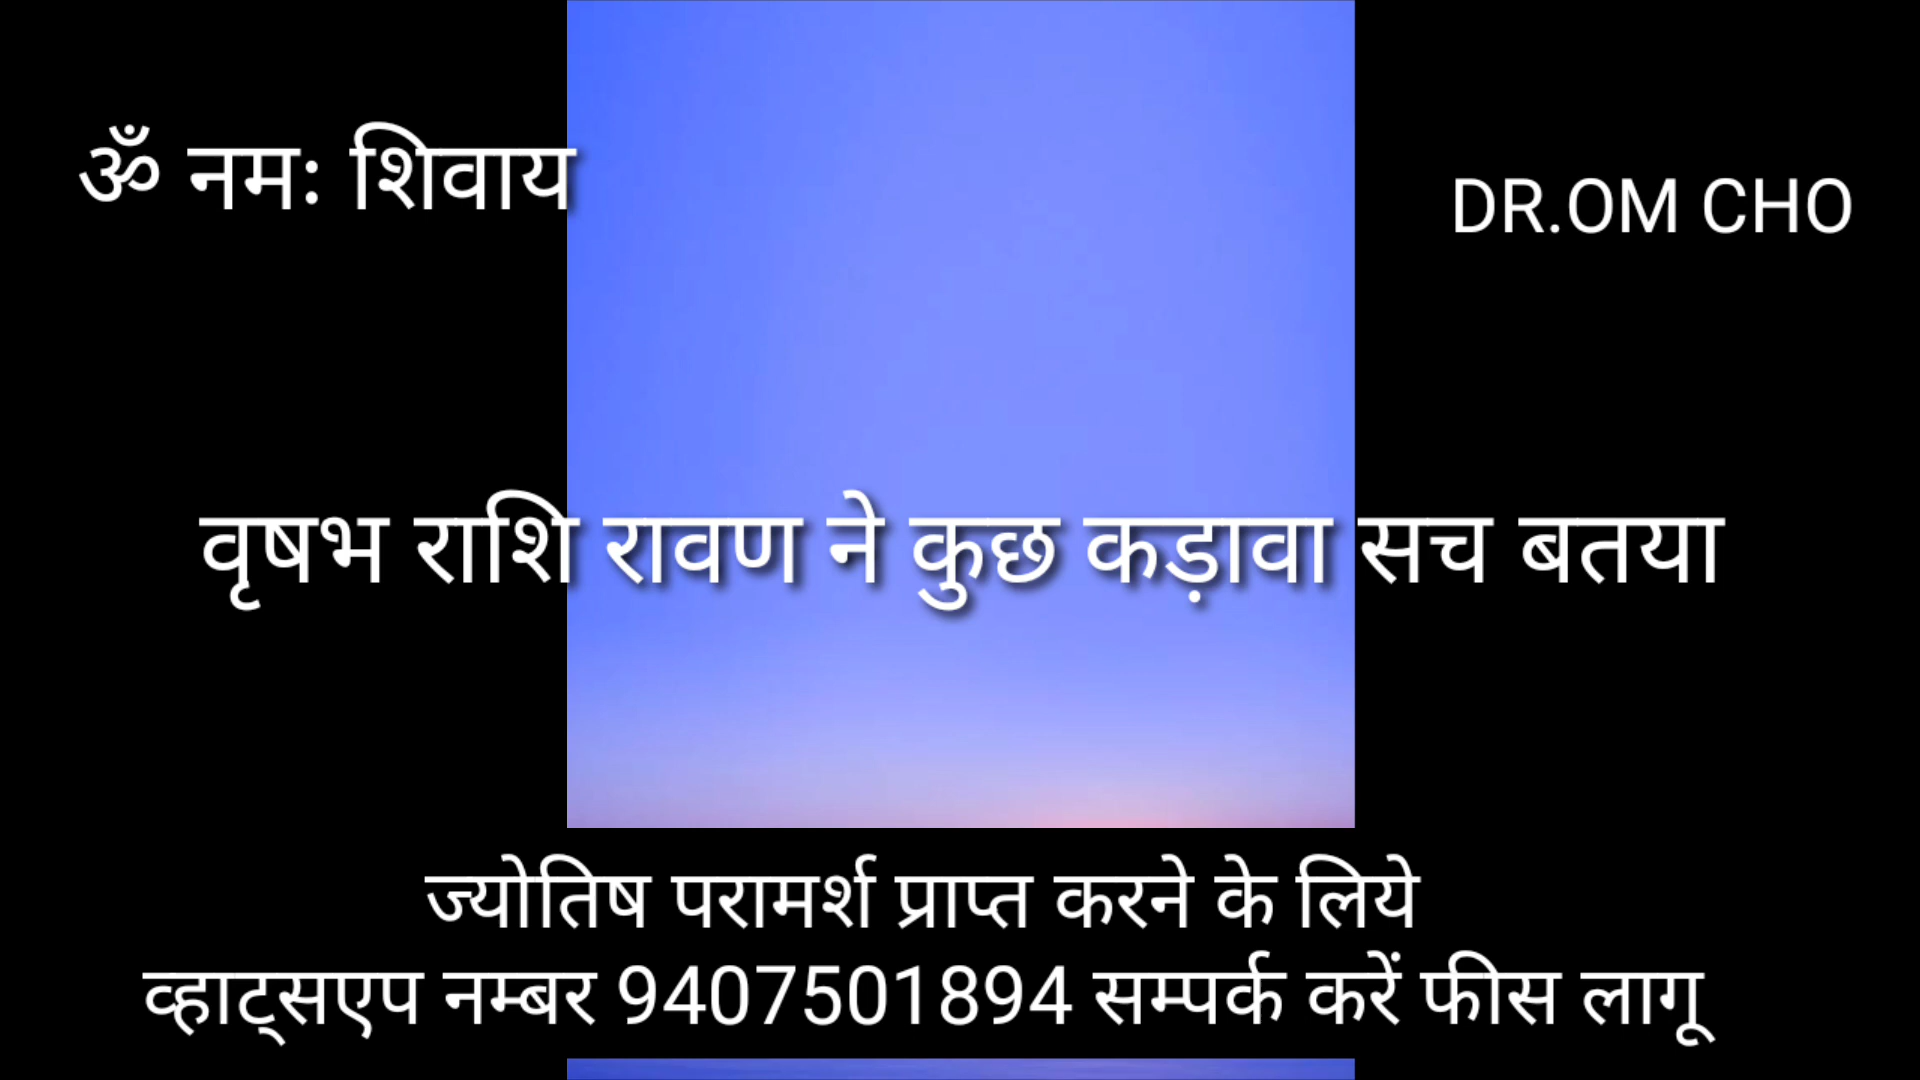 ॐ नमः शिवाय
DR.OM CHO
वृषभ राशि रावण ने कुछ कड़ावा सच बतया
ज्योतिष परामर्श प्राप्त करने के लिये
व्हाट्सएप नम्बर 9407501894 सम्पर्क करें फीस लागू